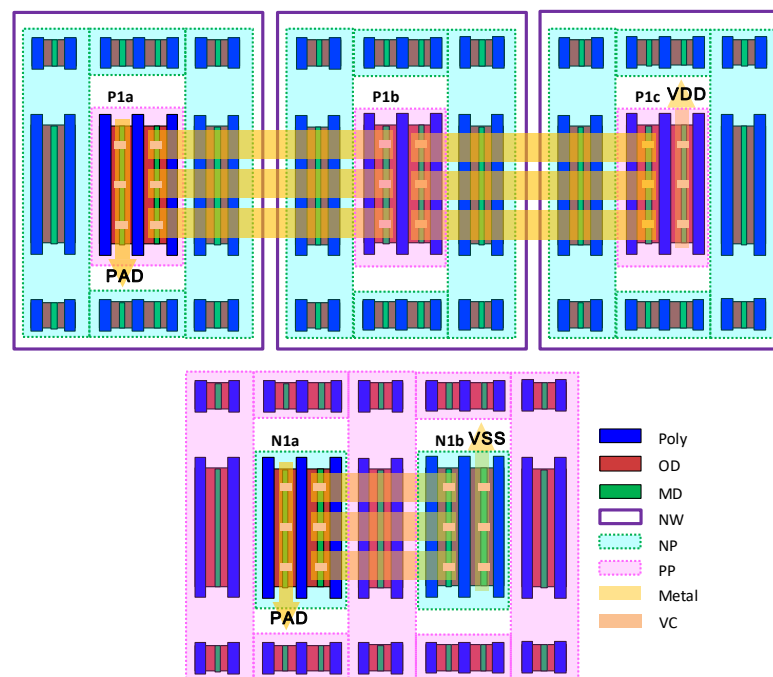 P1a
P1b
P1c
VDD
PAD
N1a
N1b
VSS
PAD
Poly
OD
MD
NW
NP
PP
Metal
VC